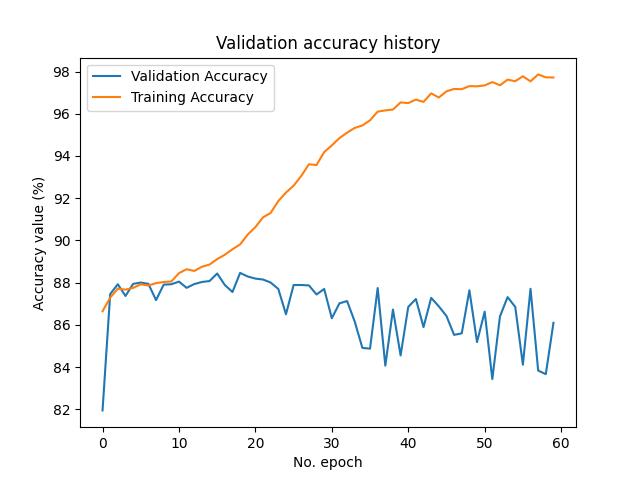 Validation accuracy history
Validation Accuracy
Training Accuracy
Accuracy value (%)
98
96
94
92
90
88
86
84
82
0 10 20 30 40 50 60
No. epoch